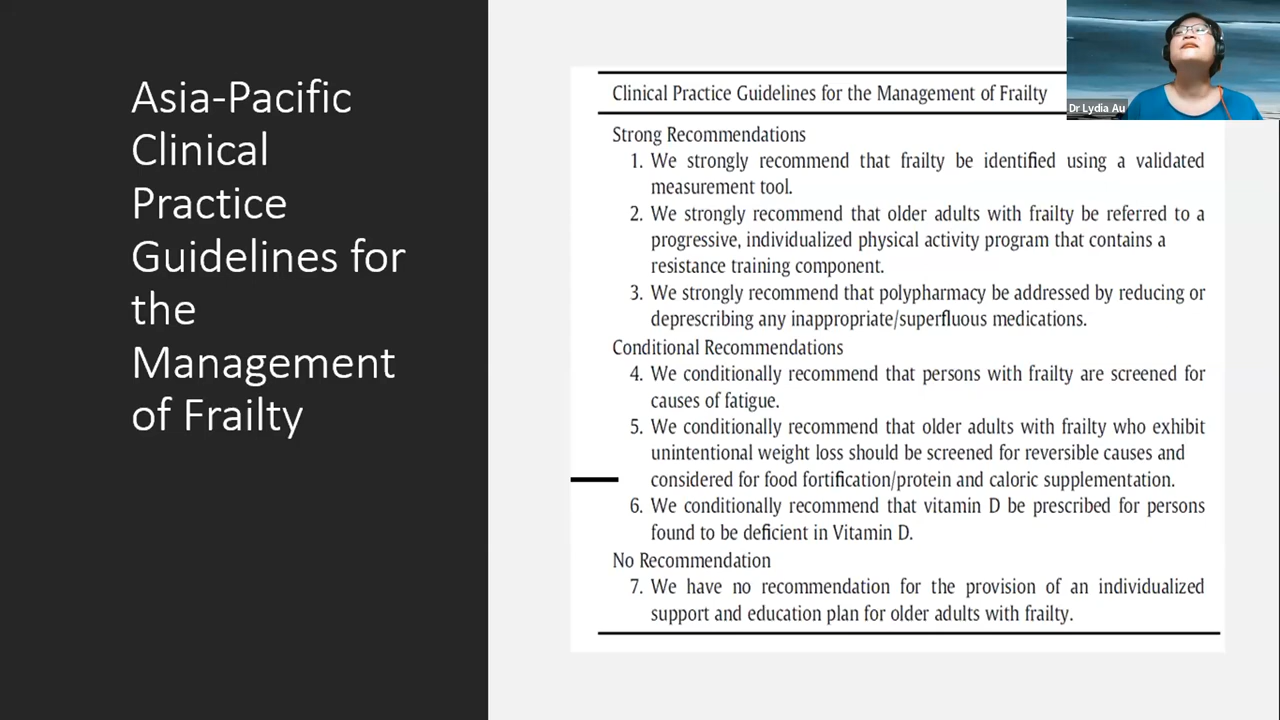 Asia-Pacific
Clinical
Practice
Guidelines for
the
Management
of Frailty
Clinical Practice Guidelines for the Management of Frailty
Strong Recommendations
1. We strongly recommend that frailty be identified using a validated
measurement tool.
2. We strongly recommend that older adults with frailty be referred to a
progressive, individualized physical activity program that contains a
resistance training component.
3. We strongly recommend that polypharmacy be addressed by reducing or
deprescribing any inappropriate/superfluous medications.
Conditional Recommendations
4. We conditionally recommend that persons with frailty are screened for
causes of fatigue.
5. We conditionally recommend that older adults with frailty who exhibit
unintentional weight loss should be screened for reversible causes and
considered for food fortification/protein and caloric supplementation.
6. We conditionally recommend that vitamin D be prescribed for persons
found to be deficient in Vitamin D.
No Recommendation
7. We have no recommendation for the provision of an individualized
support and education plan for older adults with frailty.
Dr Lydia Au